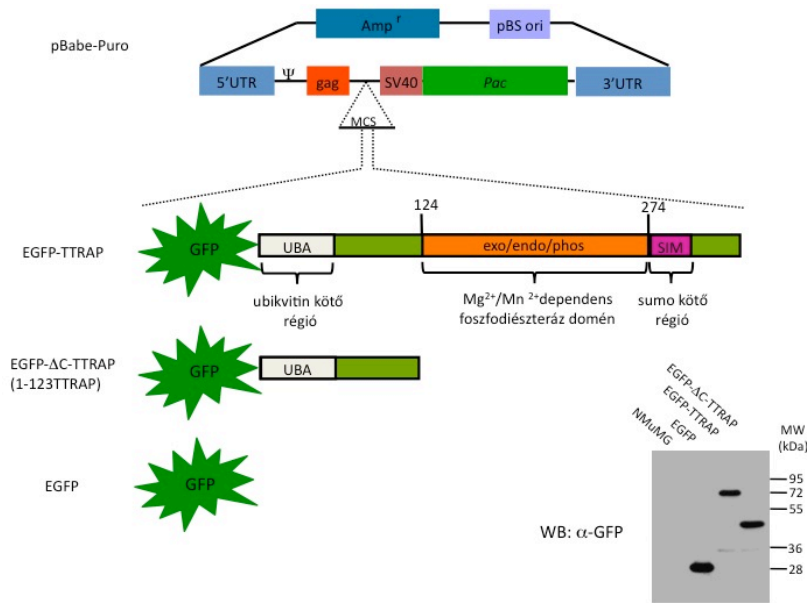 pBabe-Puro
Amp r
pBS ori
5'UTR
Ψ
gag
SV40
Pac
3'UTR
MCS
124
274
EGFP-TTRAP
GFP
UBA
exo/endo/phos
SIM
ubikvitin kötő
régió
Mg2+/Mn 2+dependens
foszfodiészteráz domén
sumo kötő
régió
EGFP-ΔC-TTRAP
(1-123TTRAP)
GFP
UBA
EGFP
GFP
NMuMG
EGFP
EGFP-TTRAP
EGFP-ΔC-TTRAP
MW
(kDa)
WB: α-GFP
95
72
55
36
28